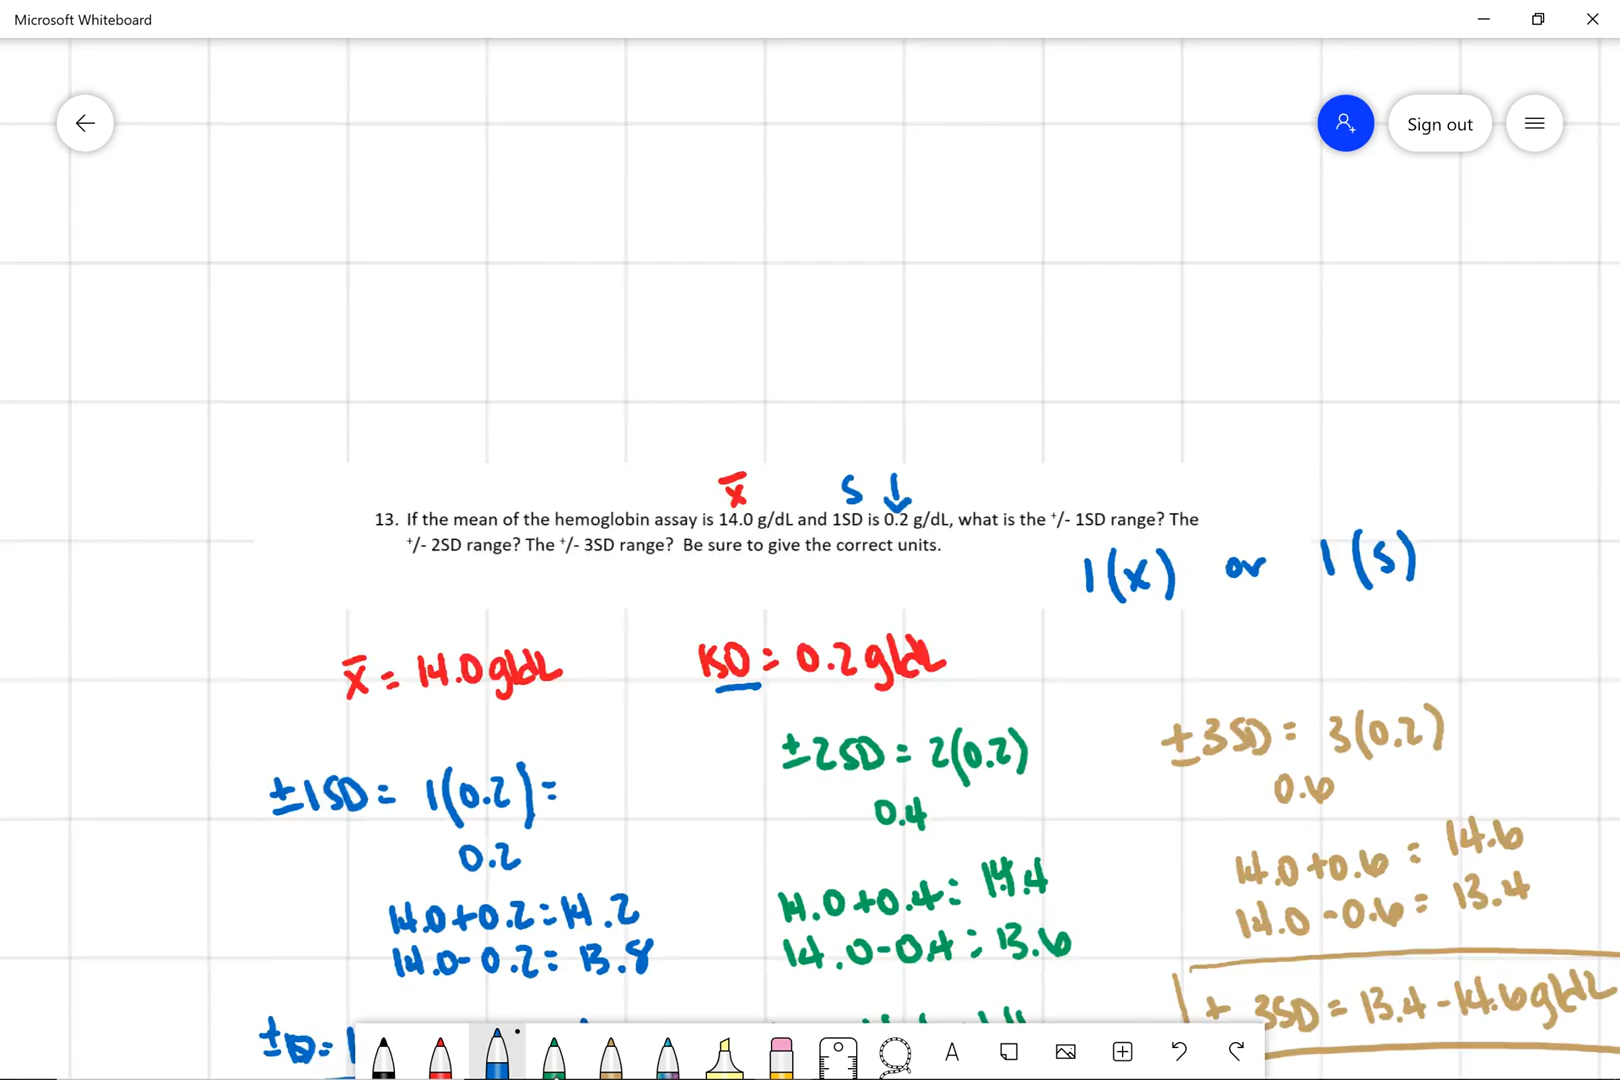 Microsoft Whiteboard
Sign out
x̄ S ↓
13. If the mean of the hemoglobin assay is 14.0 g/dL and 1SD is 0.2 g/dL, what is the +/- 1SD range? The
+/- 2SD range? The +/- 3SD range? Be sure to give the correct units.
1(x) or 1(s)
x̄ = 14.0 g/dL
1SD = 0.2 g/dL
±1SD = 1(0.2) =
0.2
14.0+0.2=14.2
14.0-0.2= 13.8
±2SD = 2(0.2)
0.4
14.0+0.4= 14.4
14.0-0.4= 13.6
±3SD = 3(0.2)
0.6
14.0+0.6 = 14.6
14.0-0.6= 13.4
± 3SD = 13.4-14.6 g/dL
A